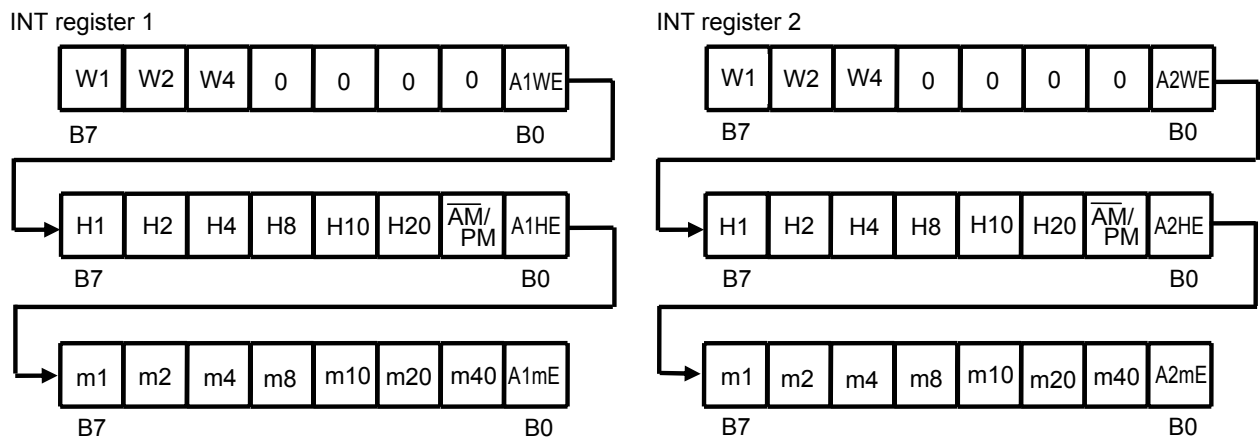 INT register 1
W1 W2 W4 0 0 0 0 A1WE
B7 B0
H1 H2 H4 H8 H10 H20 AM/PM A1HE
B7 B0
m1 m2 m4 m8 m10 m20 m40 A1mE
B7 B0
INT register 2
W1 W2 W4 0 0 0 0 A2WE
B7 B0
H1 H2 H4 H8 H10 H20 AM/PM A2HE
B7 B0
m1 m2 m4 m8 m10 m20 m40 A2mE
B7 B0